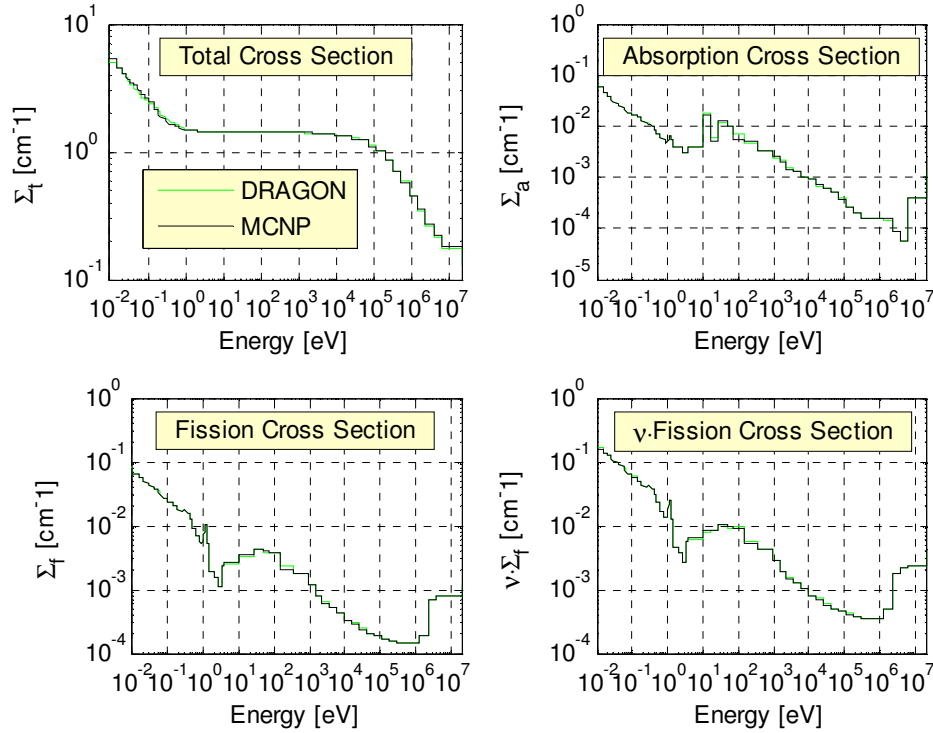 Total Cross Section
10^1
10^0
10^-1
Σ_t [cm^-1]
DRAGON
MCNP
10^-2 10^-1 10^0 10^1 10^2 10^3 10^4 10^5 10^6 10^7
Energy [eV]
Absorption Cross Section
10^0
10^-1
10^-2
10^-3
10^-4
10^-5
Σ_a [cm^-1]
10^-2 10^-1 10^0 10^1 10^2 10^3 10^4 10^5 10^6 10^7
Energy [eV]
Fission Cross Section
10^0
10^-1
10^-2
10^-3
10^-4
Σ_f [cm^-1]
10^-2 10^-1 10^0 10^1 10^2 10^3 10^4 10^5 10^6 10^7
Energy [eV]
ν·Fission Cross Section
10^0
10^-1
10^-2
10^-3
10^-4
ν·Σ_f [cm^-1]
10^-2 10^-1 10^0 10^1 10^2 10^3 10^4 10^5 10^6 10^7
Energy [eV]